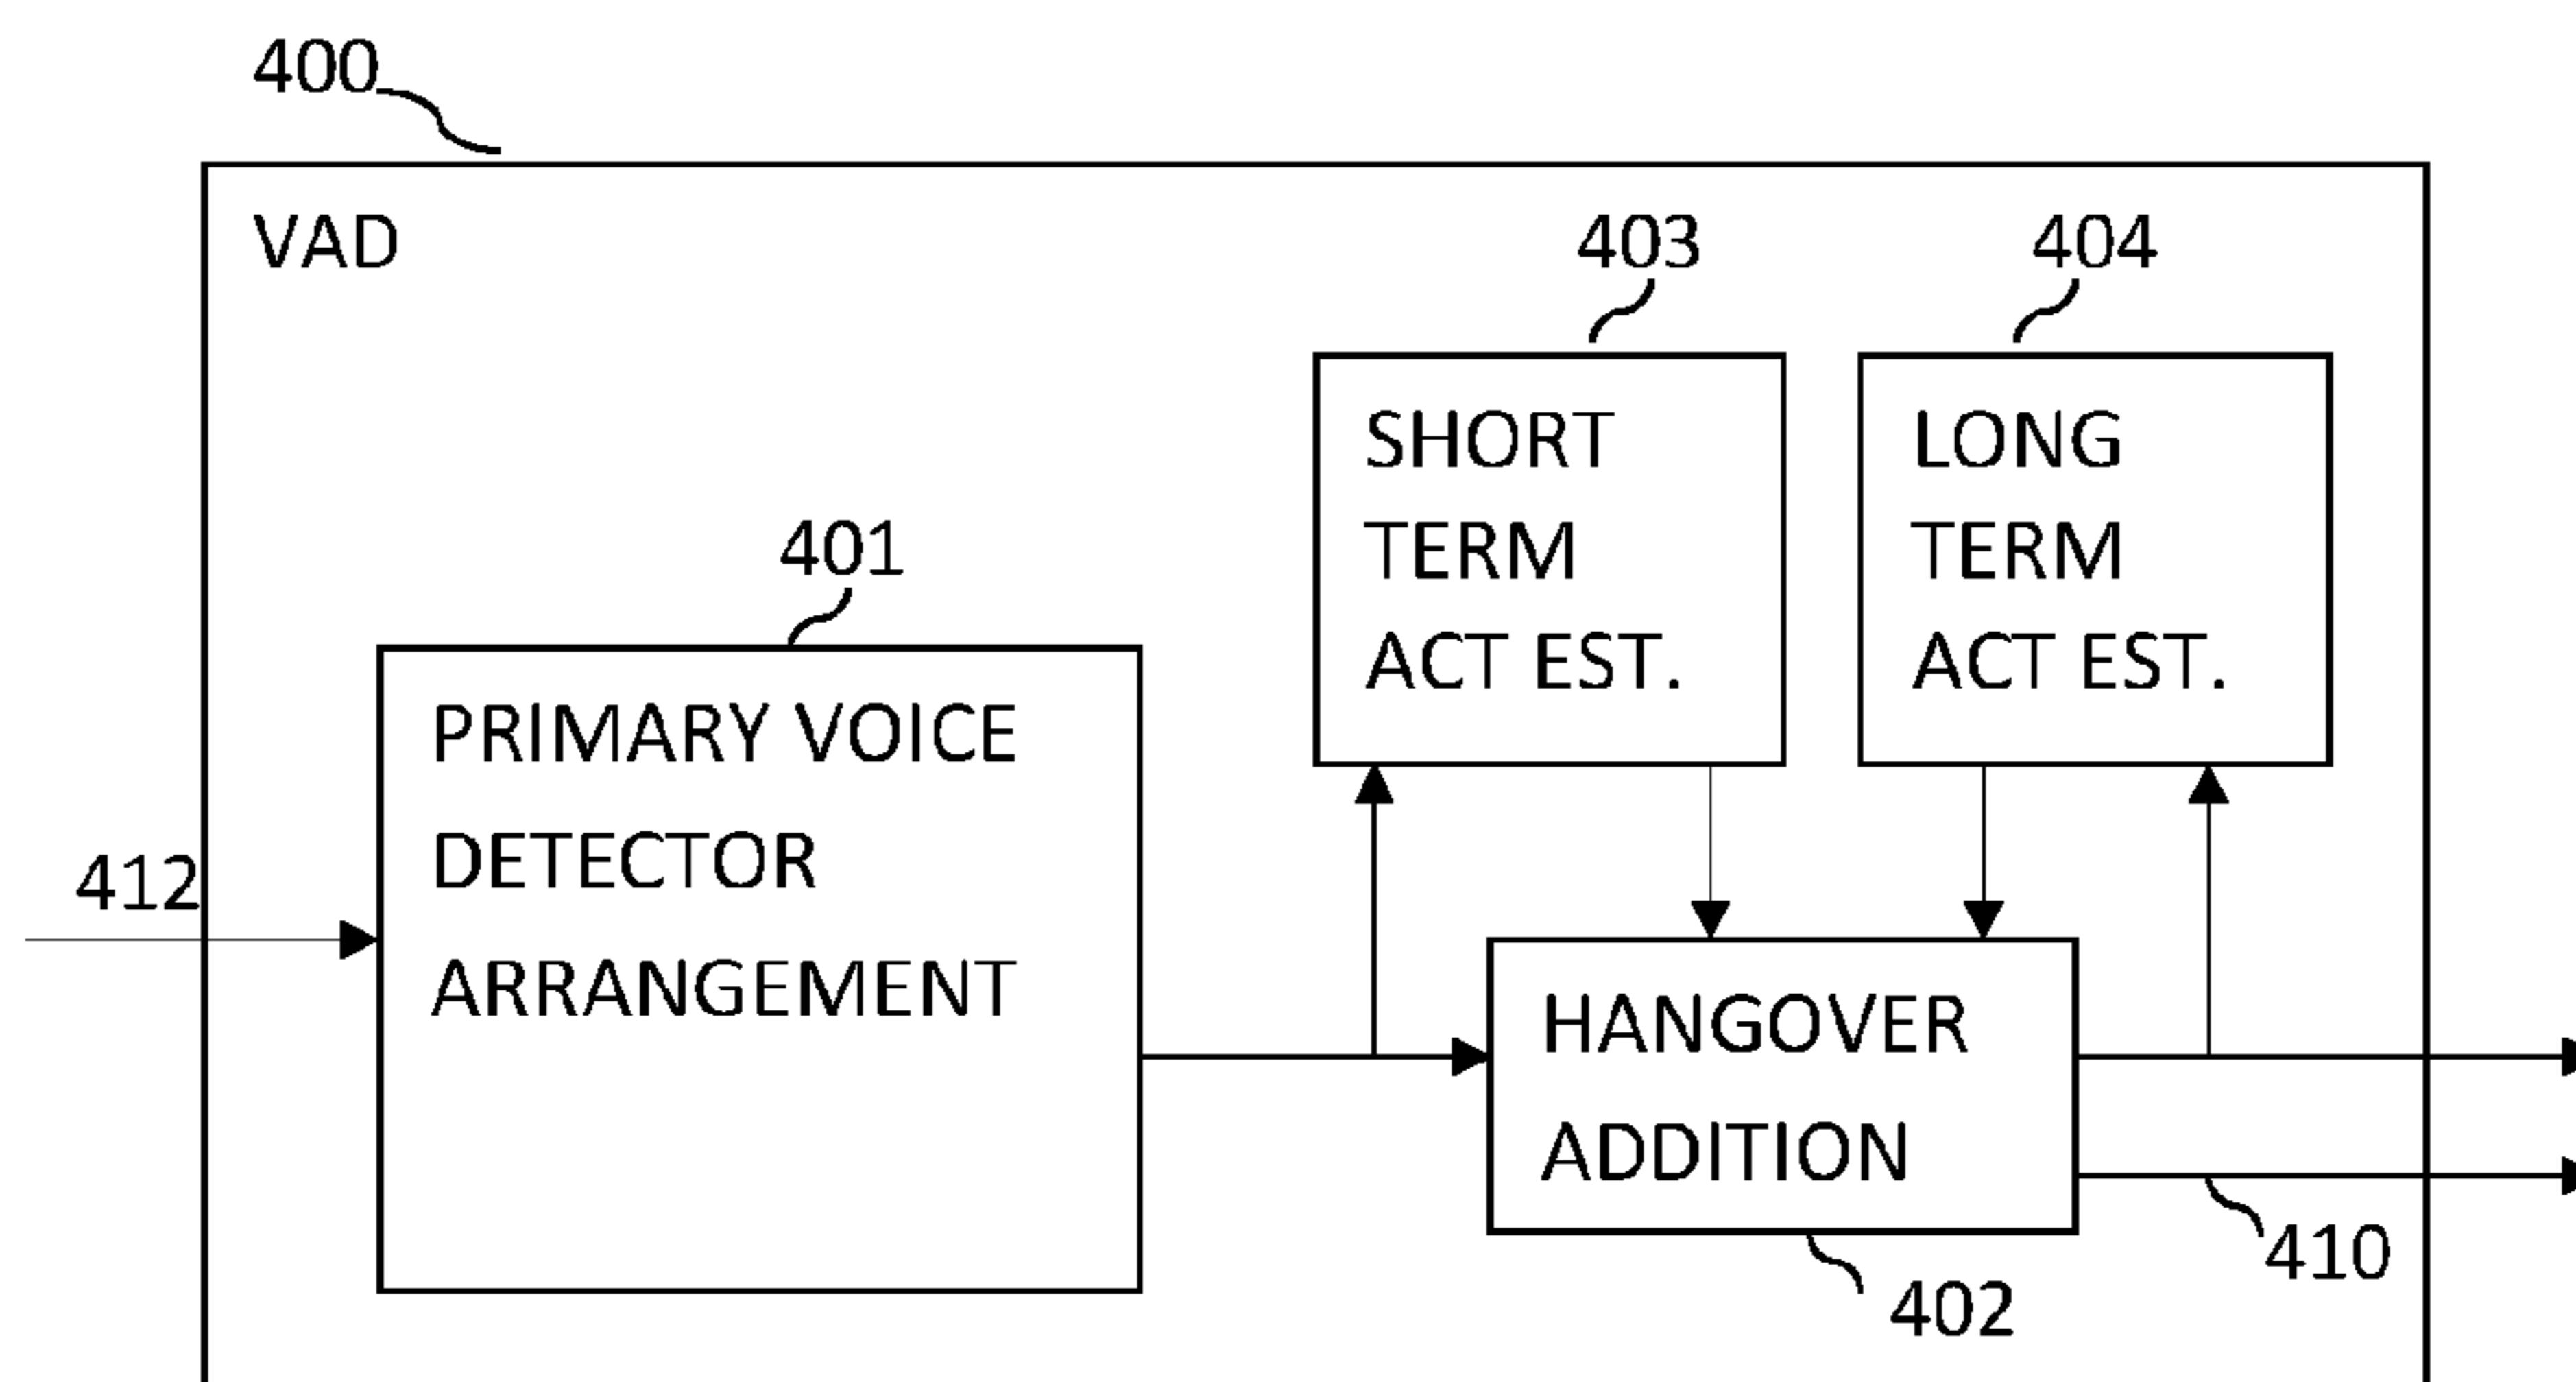 400
VAD
403
404
SHORT
TERM
ACT EST.
LONG
TERM
ACT EST.
401
PRIMARY VOICE
DETECTOR
ARRANGEMENT
412
HANGOVER
ADDITION
410
402